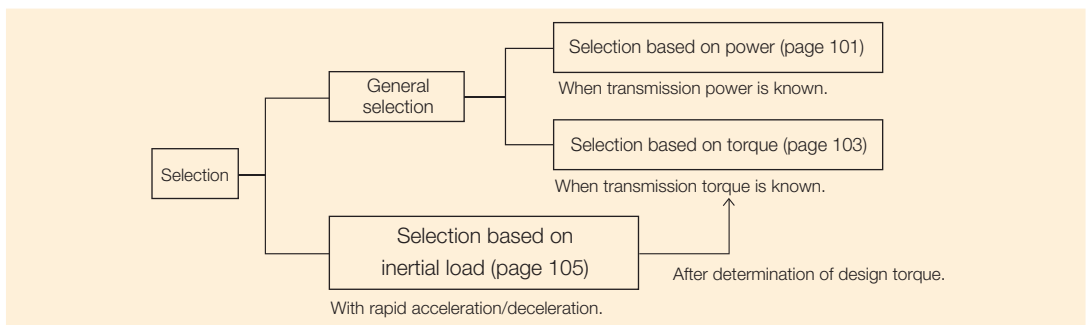 Selection
General
selection
Selection based on power (page 101)
When transmission power is known.
Selection based on torque (page 103)
When transmission torque is known.
Selection based on
inertial load (page 105)
With rapid acceleration/deceleration.
After determination of design torque.